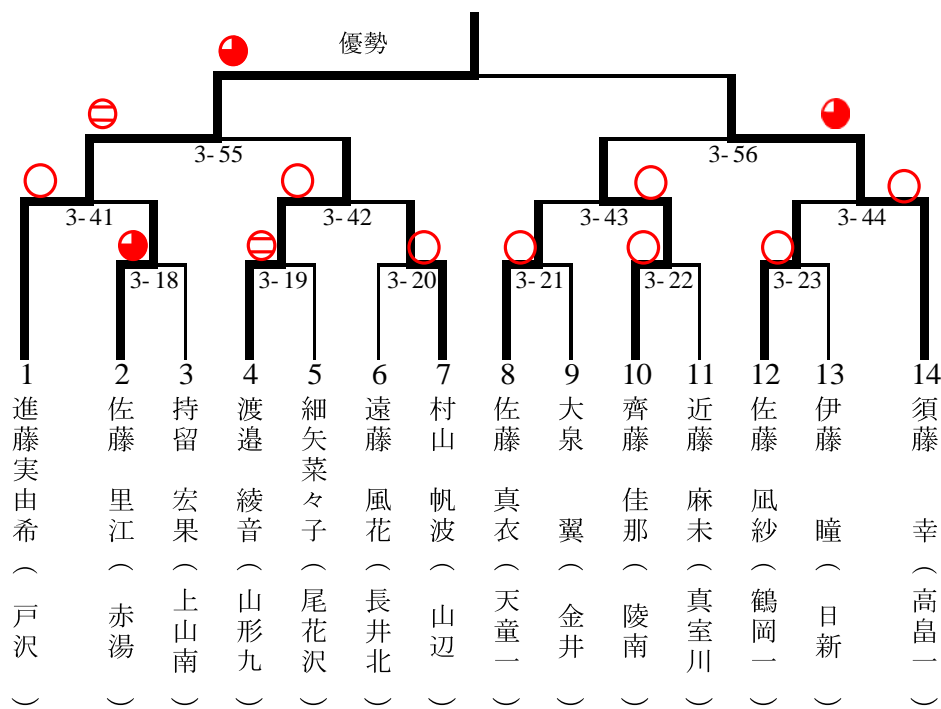 優勢
3-55
3-56
3-41
3-42
3-43
3-44
3-18
3-19
3-20
3-21
3-22
3-23
1
進藤実由希（戸沢）
2
佐藤 里江（赤湯）
3
持留 宏果（上山南）
4
渡邉 綾音（山形九）
5
細矢菜々子（尾花沢）
6
遠藤 風花（長井北）
7
村山 帆波（山辺）
8
佐藤 真衣（天童一）
9
大泉 翼（金井）
10
齊藤 佳那（陵南）
11
近藤 麻未（真室川）
12
佐藤 凪紗（鶴岡一）
13
伊藤 瞳（日新）
14
須藤 幸（高畠一）